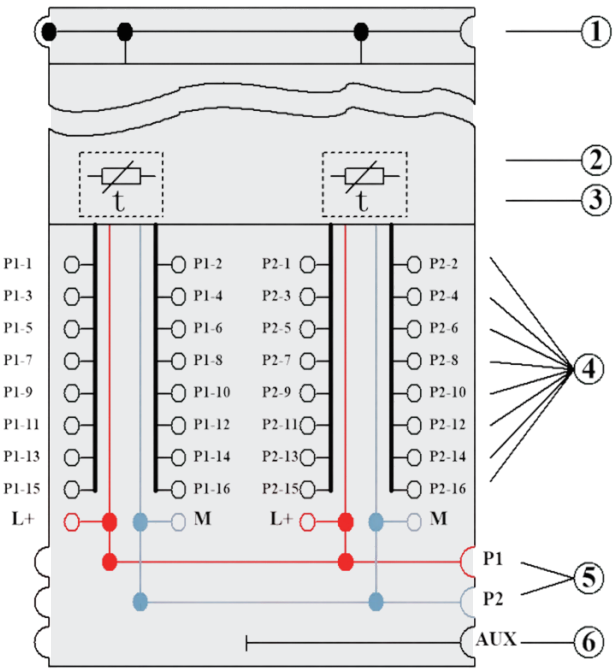 1
2
t t
3
P1-1 P1-2 P2-1 P2-2
P1-3 P1-4 P2-3 P2-4
P1-5 P1-6 P2-5 P2-6
P1-7 P1-8 P2-7 P2-8
4
P1-9 P1-10 P2-9 P2-10
P1-11 P1-12 P2-11 P2-12
P1-13 P1-14 P2-13 P2-14
P1-15 P1-16 P2-15 P2-16
L+ M L+ M
P1
5
P2
AUX 6